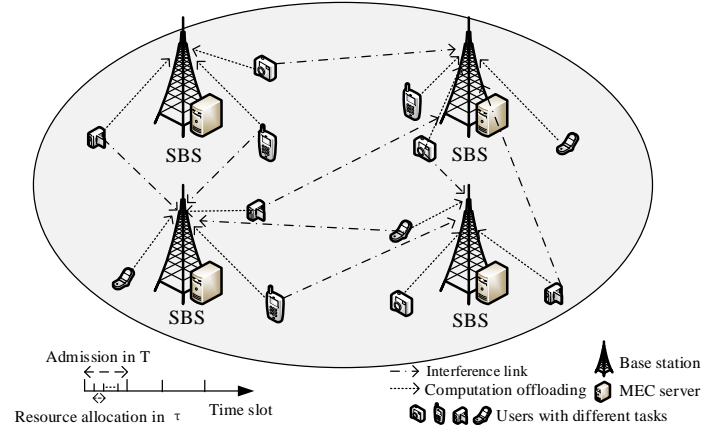 SBS
SBS
SBS
SBS
Admission in T
Resource allocation in τ
Time slot
Interference link
Computation offloading
Users with different tasks
Base station
MEC server